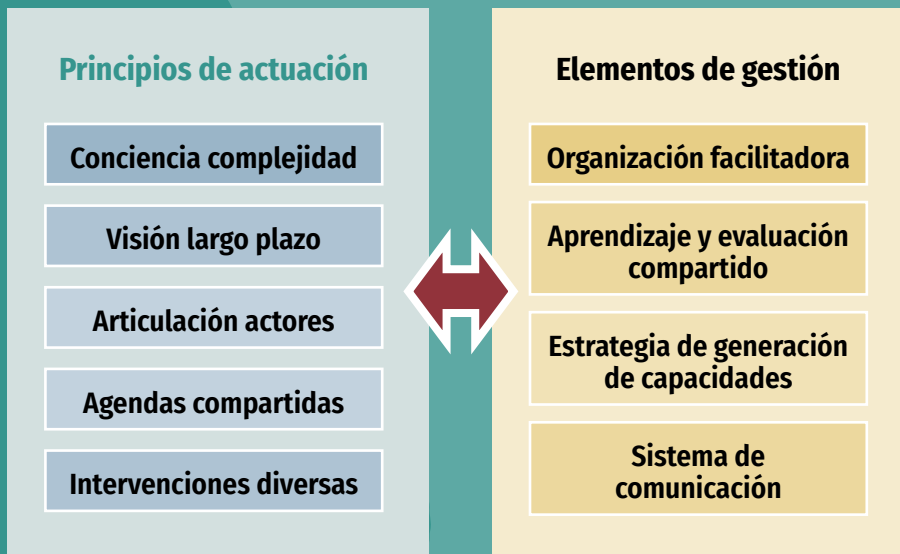 Principios de actuación
Conciencia complejidad
Visión largo plazo
Articulación actores
Agendas compartidas
Intervenciones diversas
Elementos de gestión
Organización facilitadora
Aprendizaje y evaluación
compartido
Estrategia de generación
de capacidades
Sistema de
comunicación